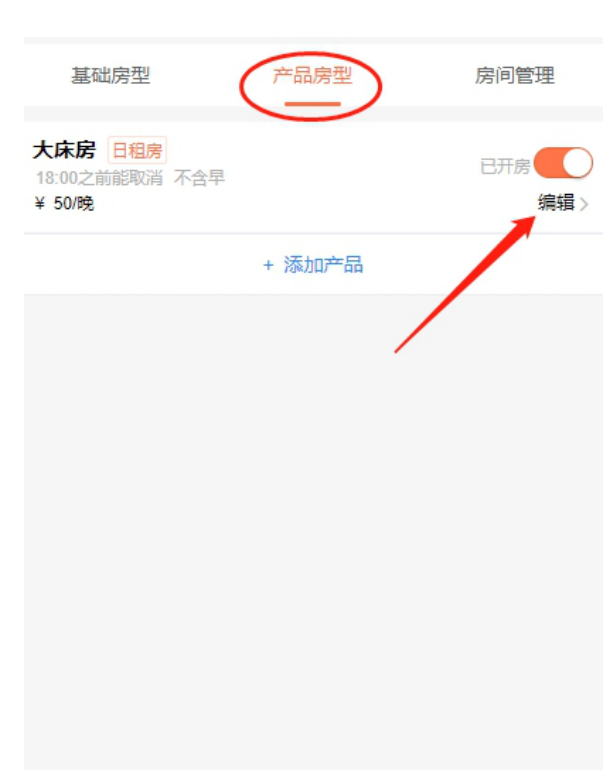 基础房型 产品房型 房间管理
大床房 日租房
已开房
18:00之前能取消 不含早
¥ 50/晚
编辑
+ 添加产品